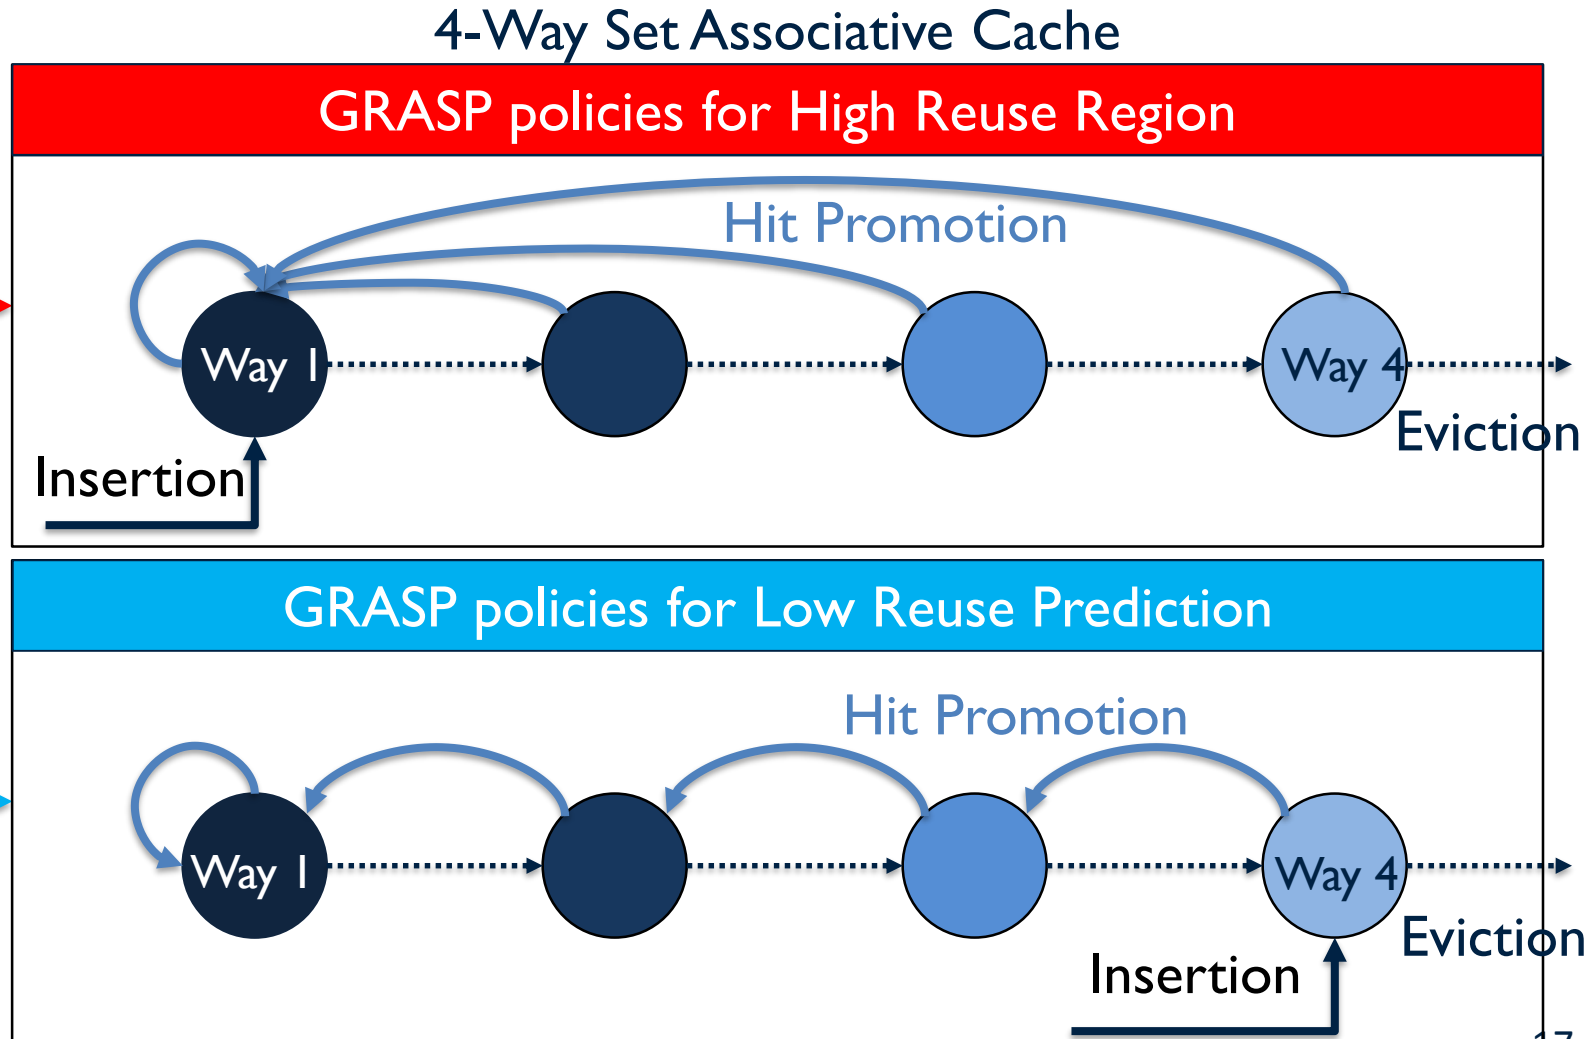 4-Way Set Associative Cache
GRASP policies for High Reuse Region
Hit Promotion
Way 1
Way 4
Eviction
Insertion
GRASP policies for Low Reuse Prediction
Hit Promotion
Way 1
Way 4
Eviction
Insertion
17